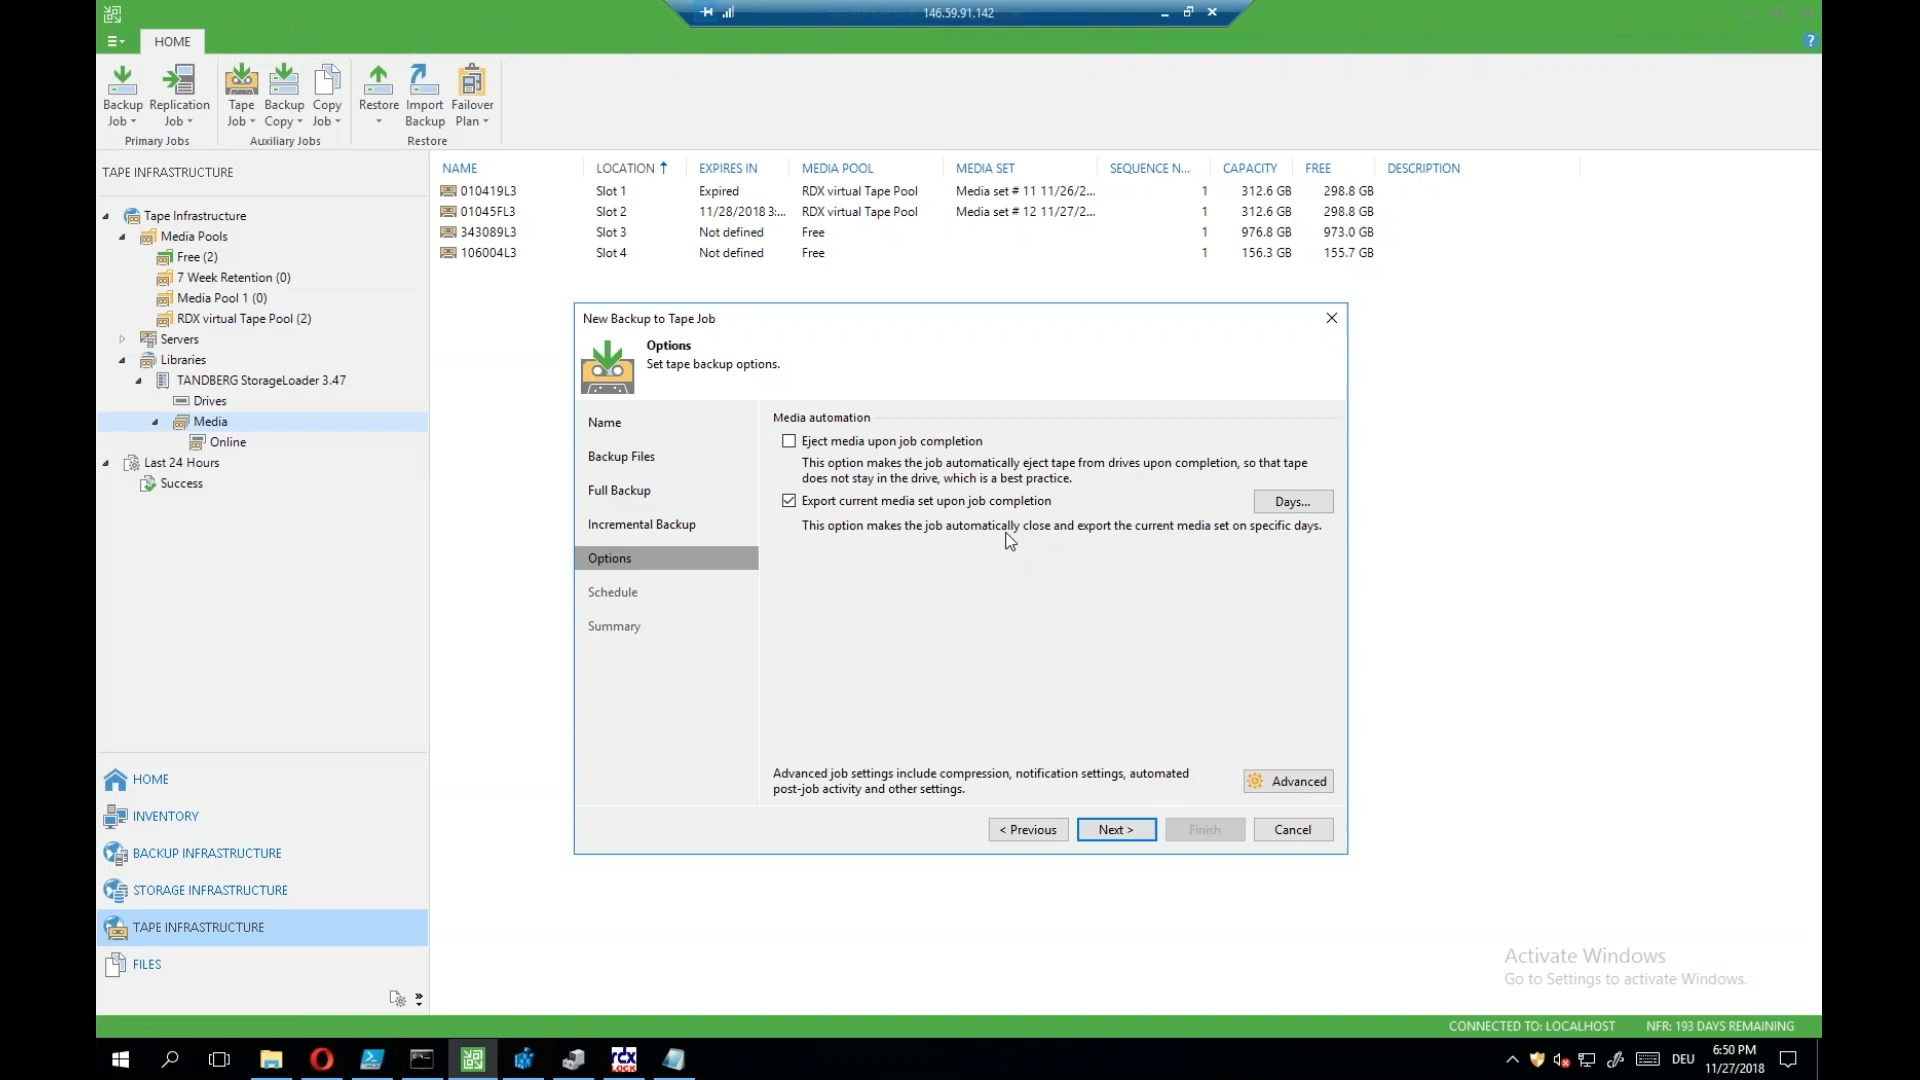 146.59.91.142
HOME
Backup Job
Replication Job
Tape Job
Backup Copy
Copy Job
Restore
Import Backup
Failover Plan
Primary Jobs
Auxiliary Jobs
Restore
TAPE INFRASTRUCTURE
NAME LOCATION EXPIRES IN MEDIA POOL MEDIA SET SEQUENCE N... CAPACITY FREE DESCRIPTION
010419L3 Slot 1 Expired RDX virtual Tape Pool Media set # 11 11/26/2... 1 312.6 GB 298.8 GB
01045FL3 Slot 2 11/28/2018 3:... RDX virtual Tape Pool Media set # 12 11/27/2... 1 312.6 GB 298.8 GB
343089L3 Slot 3 Not defined Free 1 976.8 GB 973.0 GB
106004L3 Slot 4 Not defined Free 1 156.3 GB 155.7 GB
Tape Infrastructure
Media Pools
Free (2)
7 Week Retention (0)
Media Pool 1 (0)
RDX virtual Tape Pool (2)
Servers
Libraries
TANDBERG StorageLoader 3.47
Drives
Media
Online
Last 24 Hours
Success
New Backup to Tape Job
Options
Set tape backup options.
Name
Backup Files
Full Backup
Incremental Backup
Options
Schedule
Summary
Media automation
Eject media upon job completion
This option makes the job automatically eject tape from drives upon completion, so that tape
does not stay in the drive, which is a best practice.
Export current media set upon job completion
Days...
This option makes the job automatically close and export the current media set on specific days.
Advanced job settings include compression, notification settings, automated
post-job activity and other settings.
Advanced
< Previous
Next >
Finish
Cancel
HOME
INVENTORY
BACKUP INFRASTRUCTURE
STORAGE INFRASTRUCTURE
TAPE INFRASTRUCTURE
FILES
Activate Windows
Go to Settings to activate Windows.
CONNECTED TO: LOCALHOST NFR: 193 DAYS REMAINING
DEU
6:50 PM
11/27/2018